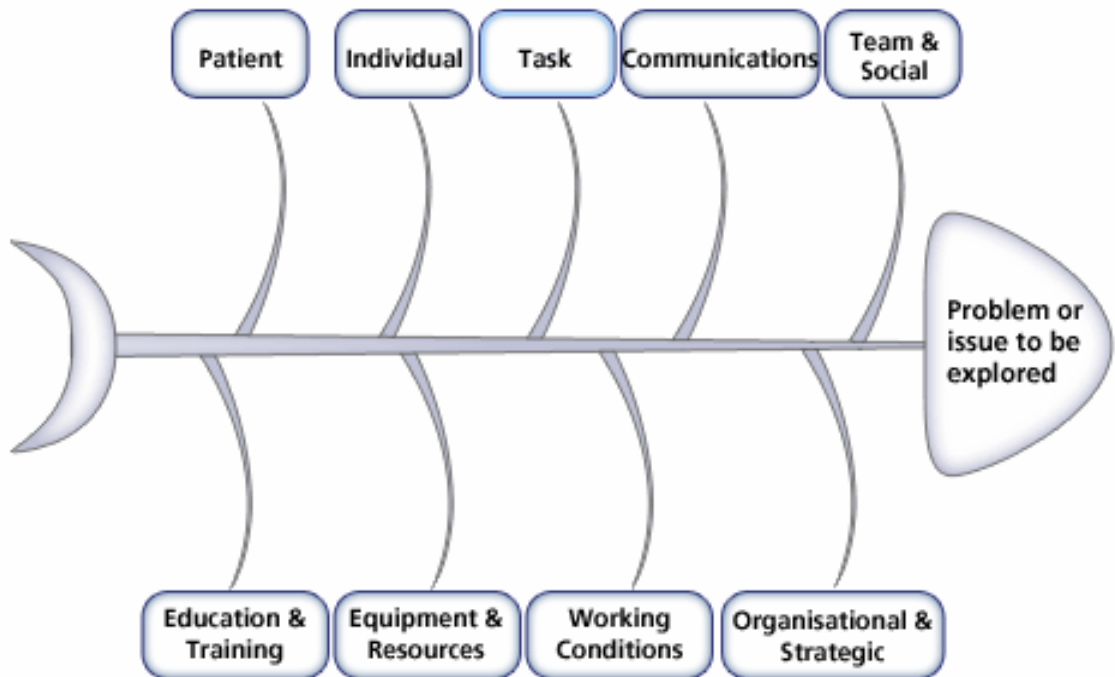 Patient
Individual
Task
Communications
Team &
Social
Problem or
issue to be
explored
Education &
Training
Equipment &
Resources
Working
Conditions
Organisational &
Strategic